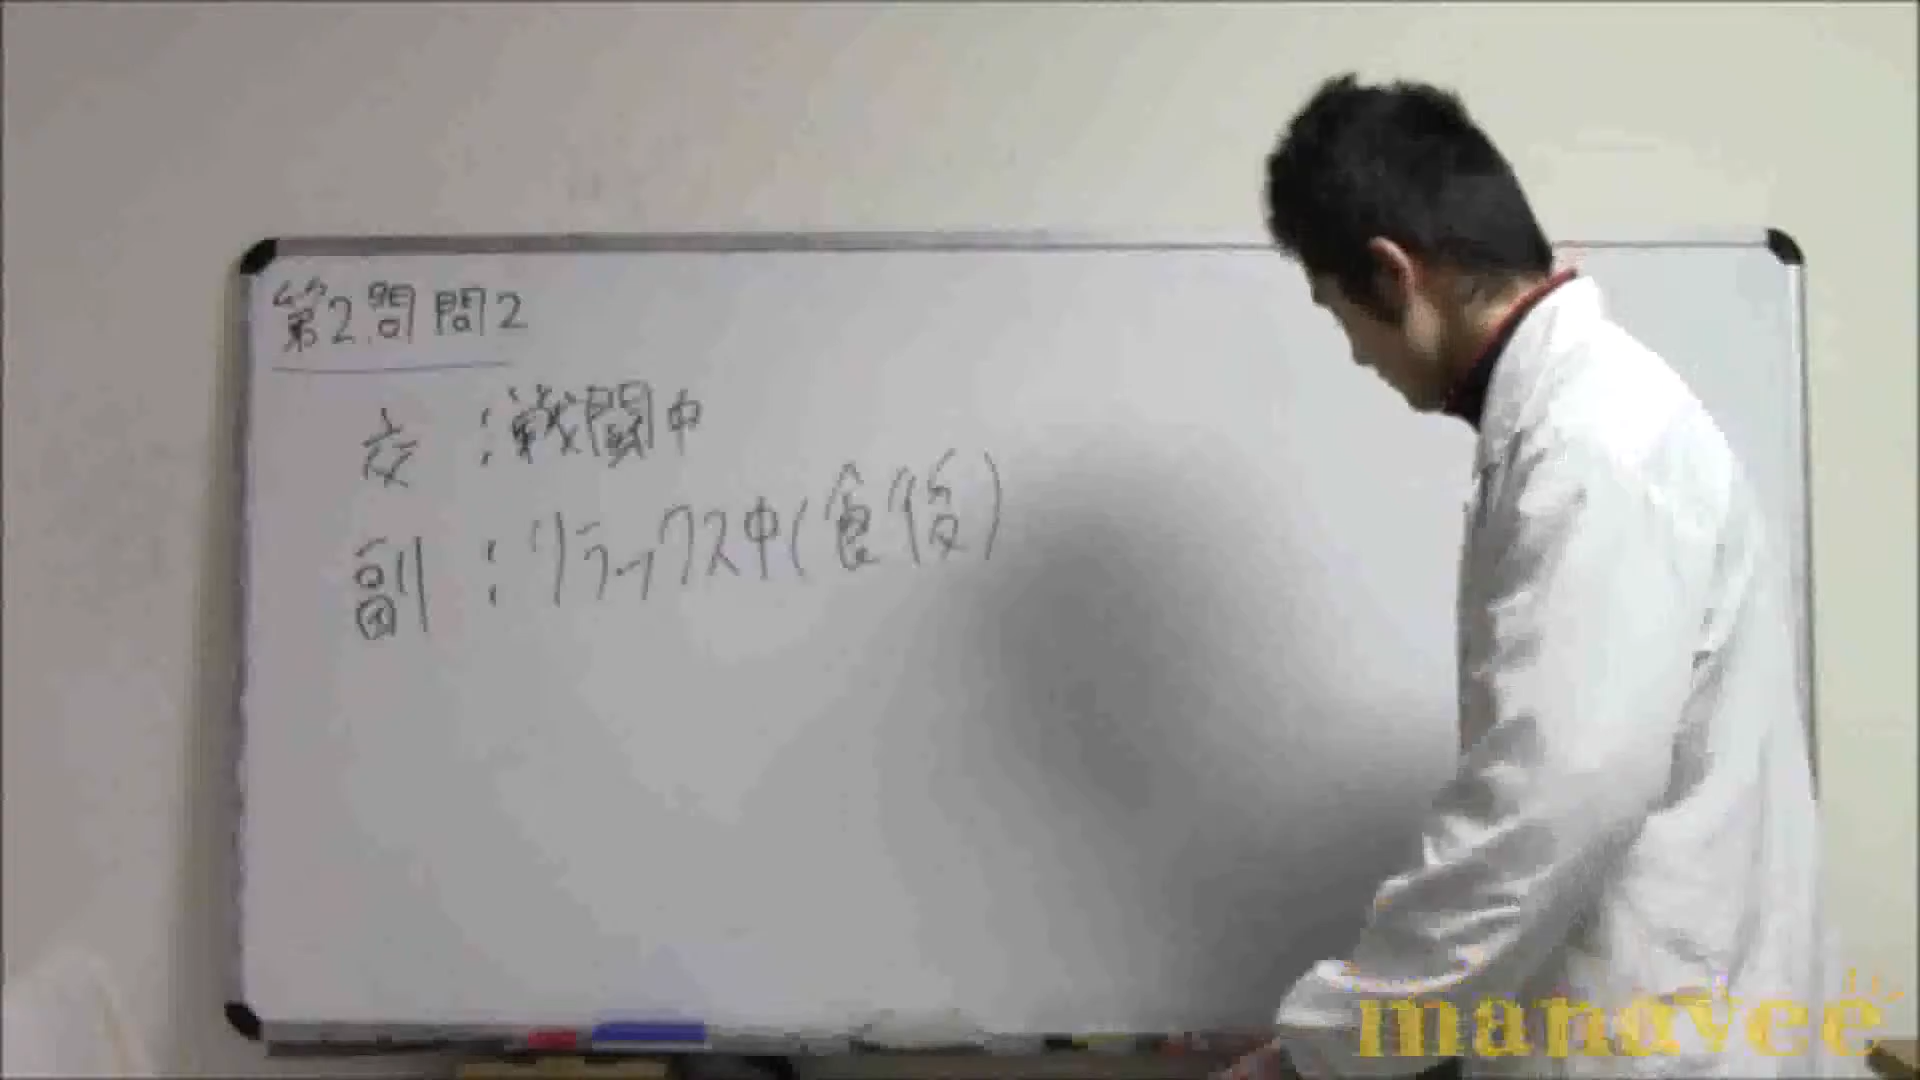 第2問 問2
交 : 戦闘中
副 : リラックス中(食後)
manavee